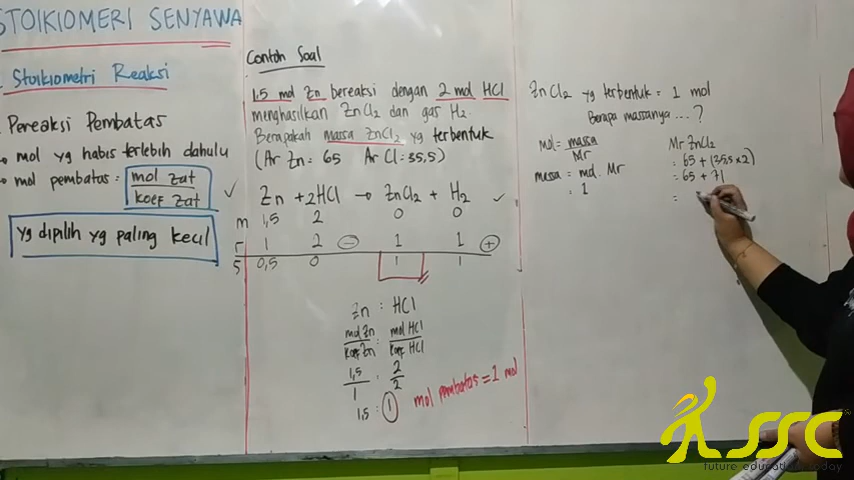 STOIKIOMERI SENYAWA
Stoikiometri Reaksi
Pereaksi Pembatas
mol yg habis terlebih dahulu
mol pembatas = mol zat
koef zat
yg dipilih yg paling kecil
Contoh Soal
1,5 mol Zn bereaksi dengan 2 mol HCl
menghasilkan ZnCl2 dan gas H2.
Berapakah massa ZnCl2 yg terbentuk
(Ar Zn = 65 Ar Cl = 35,5)
Zn + 2HCl → ZnCl2 + H2
m 1,5 2 0 0
r 1 2 - 1 1 +
s 0,5 0 1 1
Zn : HCl
mol Zn : mol HCl
koef Zn koef HCl
1,5 : 2
1 2
1,5 : 1
mol pembatas = 1 mol
ZnCl2 yg terbentuk = 1 mol
Berapa massanya ...?
mol = massa
Mr
massa = mol . Mr
= 1
Mr ZnCl2
= 65 + (35,5 x 2)
= 65 + 71
=
SSC
future education today